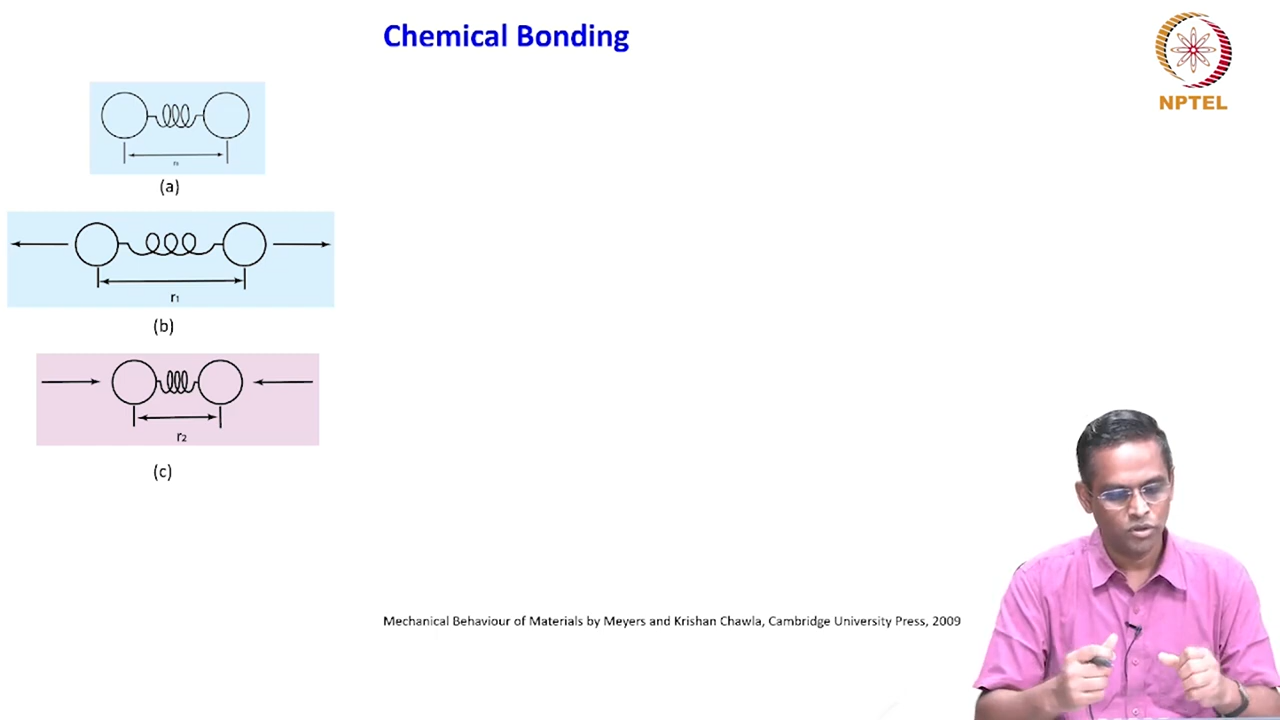 Chemical Bonding
NPTEL
(a)
r₁
(b)
r₂
(c)
Mechanical Behaviour of Materials by Meyers and Krishan Chawla, Cambridge University Press, 2009